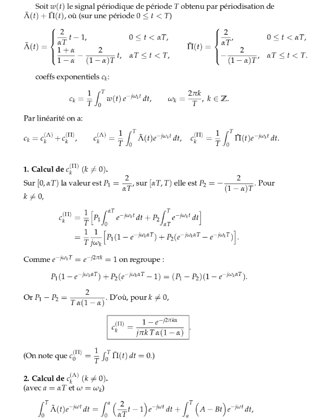 Soit w(t) le signal périodique de période T obtenu par périodisation de
Λ̃(t) + Π̃(t), où (sur une période 0 ≤ t < T)
Λ̃(t) = { 2/(αT) t − 1, 0 ≤ t < αT,
(1+α)/(1−α) − 2/((1−α)T) t, αT ≤ t < T,
Π̃(t) = { 2/(αT), 0 ≤ t < αT,
−2/((1−α)T), αT ≤ t < T.
coeffs exponentiels c_k:
c_k = 1/T ∫_0^T w(t) e^{−jω_k t} dt, ω_k = 2πk/T, k ∈ ℤ.
Par linéarité on a:
c_k = c_k^{(Λ)} + c_k^{(Π)}, c_k^{(Λ)} = 1/T ∫_0^T Λ̃(t)e^{−jω_k t} dt, c_k^{(Π)} = 1/T ∫_0^T Π̃(t)e^{−jω_k t} dt.
1. Calcul de c_k^{(Π)} (k ≠ 0).
Sur [0, αT) la valeur est P_1 = 2/(αT), sur [αT, T) elle est P_2 = −2/((1−α)T). Pour
k ≠ 0,
c_k^{(Π)} = 1/T [P_1 ∫_0^{αT} e^{−jω_k t} dt + P_2 ∫_{αT}^T e^{−jω_k t} dt]
= 1/T 1/(jω_k) [P_1(1 − e^{−jω_k αT}) + P_2(e^{−jω_k αT} − e^{−jω_k T})].
Comme e^{−jω_k T} = e^{−j2πk} = 1 on regroupe :
P_1(1 − e^{−jω_k αT}) + P_2(e^{−jω_k αT} − 1) = (P_1 − P_2)(1 − e^{−jω_k αT}).
Or P_1 − P_2 = 2/(T α(1 − α)). D'où, pour k ≠ 0,
c_k^{(Π)} = (1 − e^{−j2πkα})/(jπk T α(1 − α)).
(On note que c_0^{(Π)} = 1/T ∫_0^T Π̃(t) dt = 0.)
2. Calcul de c_k^{(Λ)} (k ≠ 0).
(avec a = αT et ω = ω_k)
∫_0^T Λ̃(t)e^{−jωt} dt = ∫_0^a (2/(αT) t − 1) e^{−jωt} dt + ∫_a^T (A − Bt) e^{−jωt} dt,